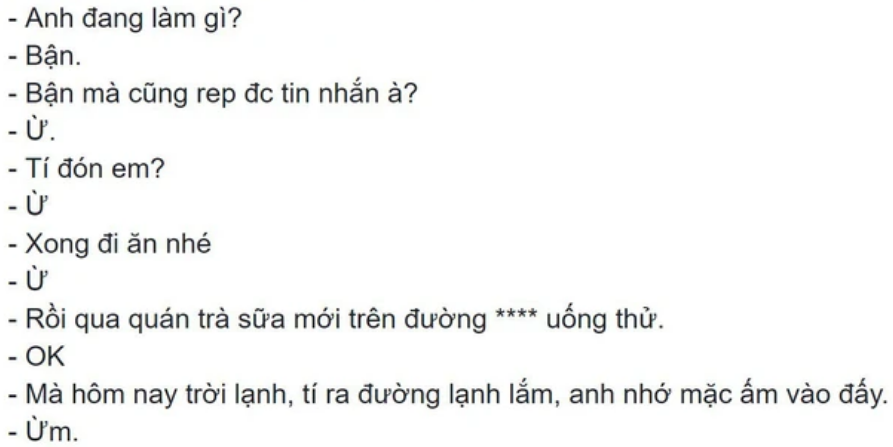 - Anh đang làm gì?
- Bận.
- Bận mà cũng rep đc tin nhắn à?
- Ừ.
- Tí đón em?
- Ừ
- Xong đi ăn nhé
- Ừ
- Rồi qua quán trà sữa mới trên đường **** uống thử.
- OK
- Mà hôm nay trời lạnh, tí ra đường lạnh lắm, anh nhớ mặc ấm vào đấy.
- Ừm.